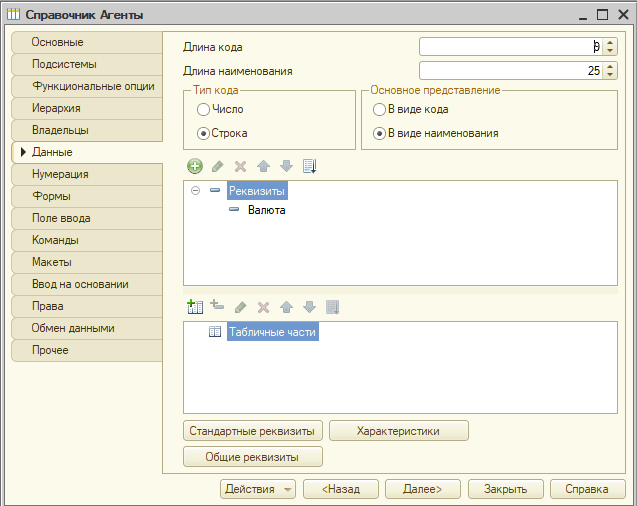 Справочник Агенты
Основные
Подсистемы
Функциональные опции
Иерархия
Владельцы
Данные
Нумерация
Формы
Поле ввода
Команды
Макеты
Ввод на основании
Права
Обмен данными
Прочее
Длина кода 9
Длина наименования 25
Тип кода
Число
Строка
Основное представление
В виде кода
В виде наименования
Реквизиты
Валюта
Табличные части
Стандартные реквизиты Характеристики
Общие реквизиты
Действия <Назад Далее> Закрыть Справка